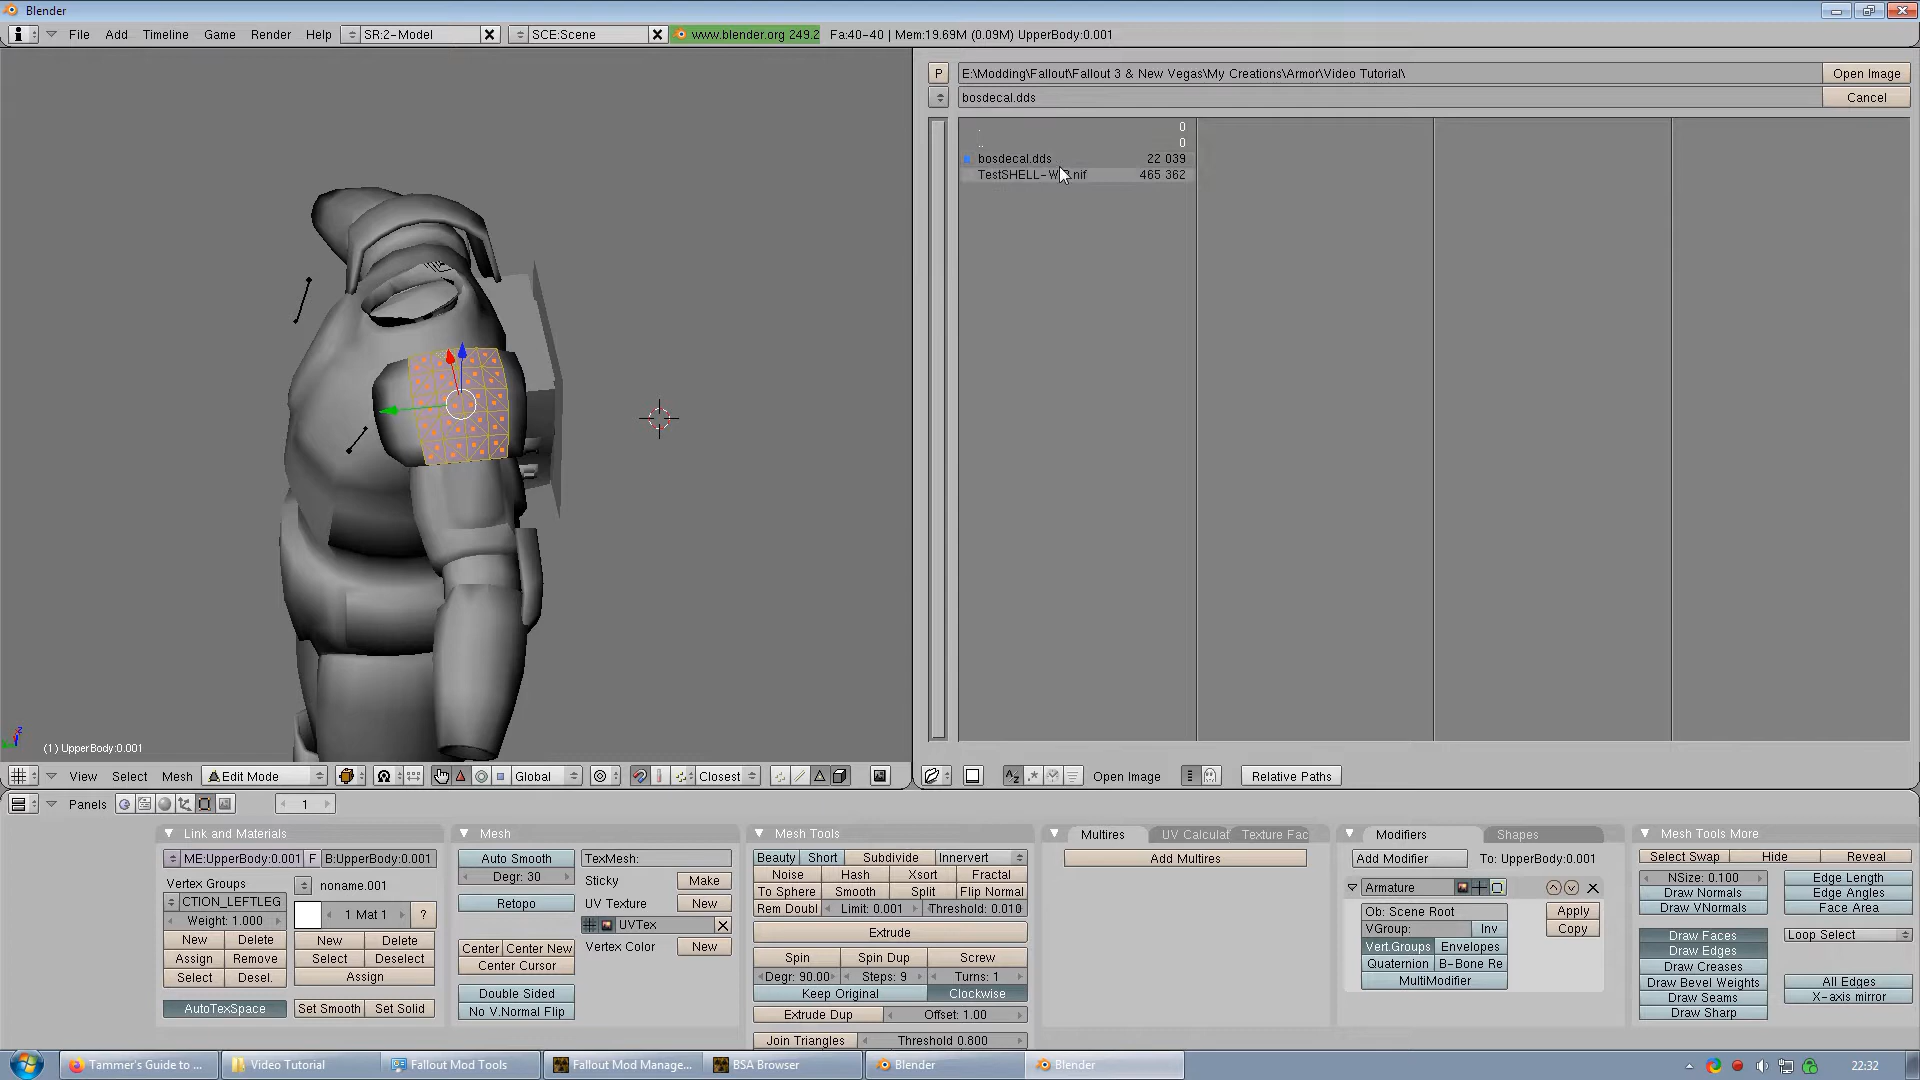 Blender
File Add Timeline Game Render Help SR:2-Model SCE:Scene www.blender.org 249.2 Fa:40-40 | Mem:19.69M (0.09M) UpperBody:0.001
P E:\Modding\Fallout\Fallout 3 & New Vegas\My Creations\Armor\Video Tutorial\ Open Image
bosdecal.dds Cancel
. 0
.. 0
bosdecal.dds 22 039
.nif 465 362
(1) UpperBody:0.001
View Select Mesh Edit Mode Global Closest Open Image Relative Paths
Panels 1
Link and Materials Mesh Mesh Tools Multires UV Calculat Texture Fac Modifiers Shapes Mesh Tools More
ME:UpperBody:0.001 F OB:UpperBody:0.001 Auto Smooth TexMesh: Beauty Short Subdivide Innervert Add Multires Add Modifier To: UpperBody:0.001 Select Swap Hide Reveal
Degr: 30 Sticky Make Noise Hash Xsort Fractal NSize: 0.100 Edge Length
Vertex Groups noname.001 Armature To Sphere Smooth Split Flip Normal Draw Normals Edge Angles
CTION_LEFTLEG Retopo UV Texture New Rem Doubl Limit: 0.001 Threshold: 0.010 Ob: Scene Root Apply Draw VNormals Face Area
Weight: 1.000 1 Mat 1 ? UVTex Extrude VGroup: Inv Copy Draw Faces Loop Select
New Delete New Delete Center Center New Vertex Color New Vert.Groups Envelopes Draw Edges
Assign Remove Select Deselect Center Cursor Spin Spin Dup Screw Quaternion B-Bone Re Draw Creases
Select Desel. Assign Degr: 90.00 Steps: 9 Turns: 1 MultiModifier Draw Bevel Weights All Edges
Double Sided Keep Original Clockwise Draw Seams X-axis mirror
AutoTexSpace Set Smooth Set Solid No V.Normal Flip Extrude Dup Offset: 1.00 Draw Sharp
Join Triangles Threshold 0.800
Tammer's Guide to ... Video Tutorial Fallout Mod Tools Fallout Mod Manage... BSA Browser Blender Blender 22:32